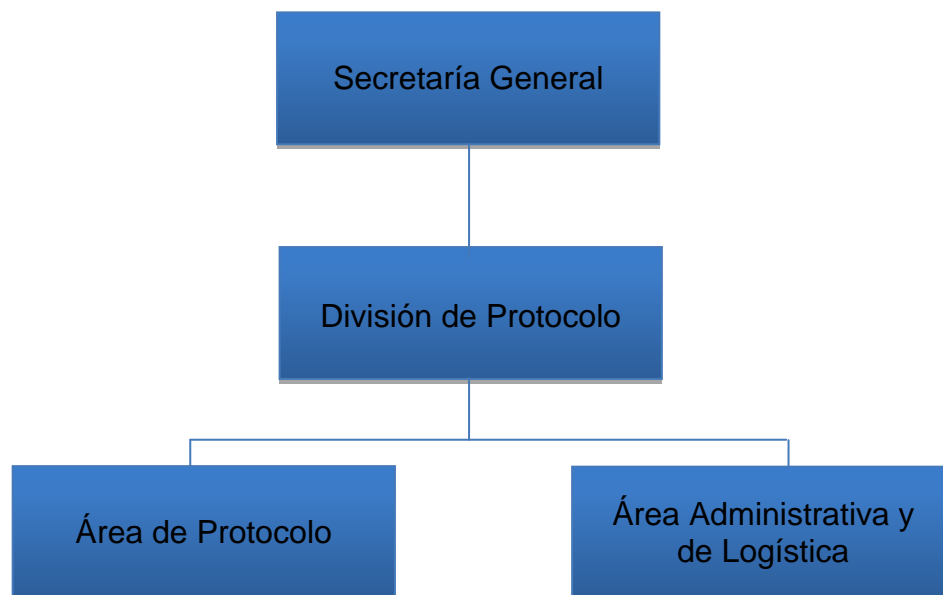 Secretaría General
División de Protocolo
Área de Protocolo
Área Administrativa y
de Logística